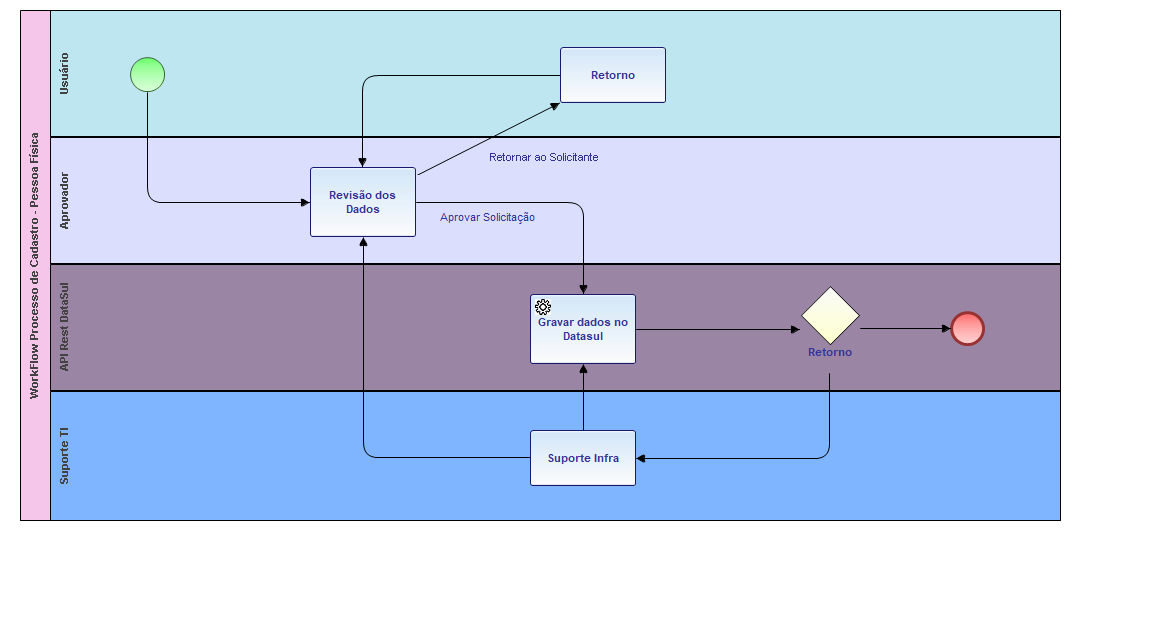 WorkFlow Processo de Cadastro - Pessoa Física
Usuário
Retorno
Aprovador
Retornar ao Solicitante
Revisão dos
Dados
Aprovar Solicitação
API Rest DataSul
Gravar dados no
Datasul
Retorno
Suporte TI
Suporte Infra